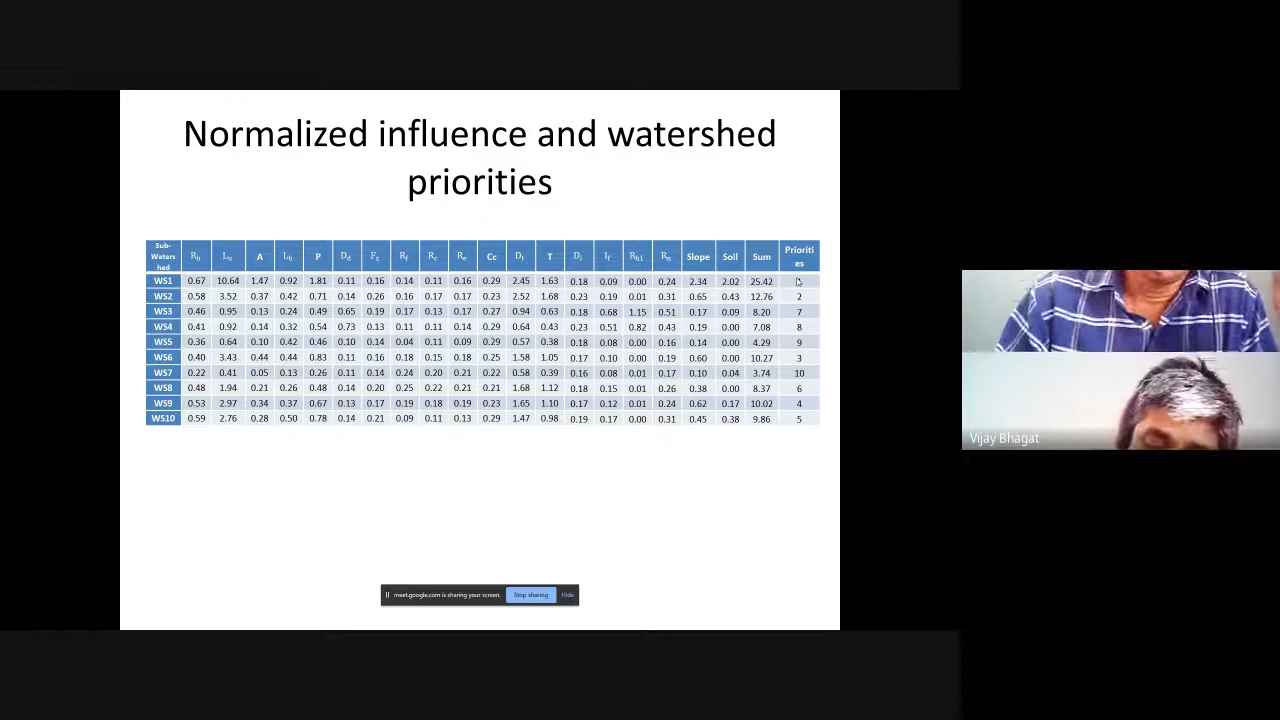 Normalized influence and watershed
priorities
Sub-Watershed R_b L_u A L_b P D_d F_s R_f R_c R_e Cc D_t T D_i I_f R_h1 R_n Slope Soil Sum Priorities
WS1 0.67 10.64 1.47 0.92 1.81 0.11 0.16 0.14 0.11 0.16 0.29 2.45 1.63 0.18 0.09 0.00 0.24 2.34 2.02 25.42
WS2 0.58 3.52 0.37 0.42 0.71 0.14 0.26 0.16 0.17 0.17 0.23 2.52 1.68 0.23 0.19 0.01 0.31 0.65 0.43 12.76 2
WS3 0.46 0.95 0.13 0.24 0.49 0.65 0.19 0.17 0.13 0.17 0.27 0.94 0.63 0.18 0.68 1.15 0.51 0.17 0.09 8.20 7
WS4 0.41 0.92 0.14 0.32 0.54 0.73 0.13 0.11 0.11 0.14 0.29 0.64 0.43 0.23 0.51 0.82 0.43 0.19 0.00 7.08 8
WS5 0.36 0.64 0.10 0.42 0.46 0.10 0.14 0.04 0.11 0.09 0.29 0.57 0.38 0.18 0.08 0.00 0.16 0.14 0.00 4.29 9
WS6 0.40 3.43 0.44 0.44 0.83 0.11 0.16 0.18 0.15 0.18 0.25 1.58 1.05 0.17 0.10 0.00 0.19 0.60 0.00 10.27 3
WS7 0.22 0.41 0.05 0.13 0.26 0.11 0.14 0.24 0.20 0.21 0.22 0.58 0.39 0.16 0.08 0.01 0.17 0.10 0.04 3.74 10
WS8 0.48 1.94 0.21 0.26 0.48 0.14 0.20 0.25 0.22 0.21 0.21 1.68 1.12 0.18 0.15 0.01 0.26 0.38 0.00 8.37 6
WS9 0.53 2.97 0.34 0.37 0.67 0.13 0.17 0.19 0.18 0.19 0.23 1.65 1.10 0.17 0.12 0.01 0.24 0.62 0.17 10.02 4
WS10 0.59 2.76 0.28 0.50 0.78 0.14 0.21 0.09 0.11 0.13 0.29 1.47 0.98 0.19 0.17 0.00 0.31 0.45 0.38 9.86 5
meet.google.com is sharing your screen. Stop sharing Hide
Vijay Bhagat